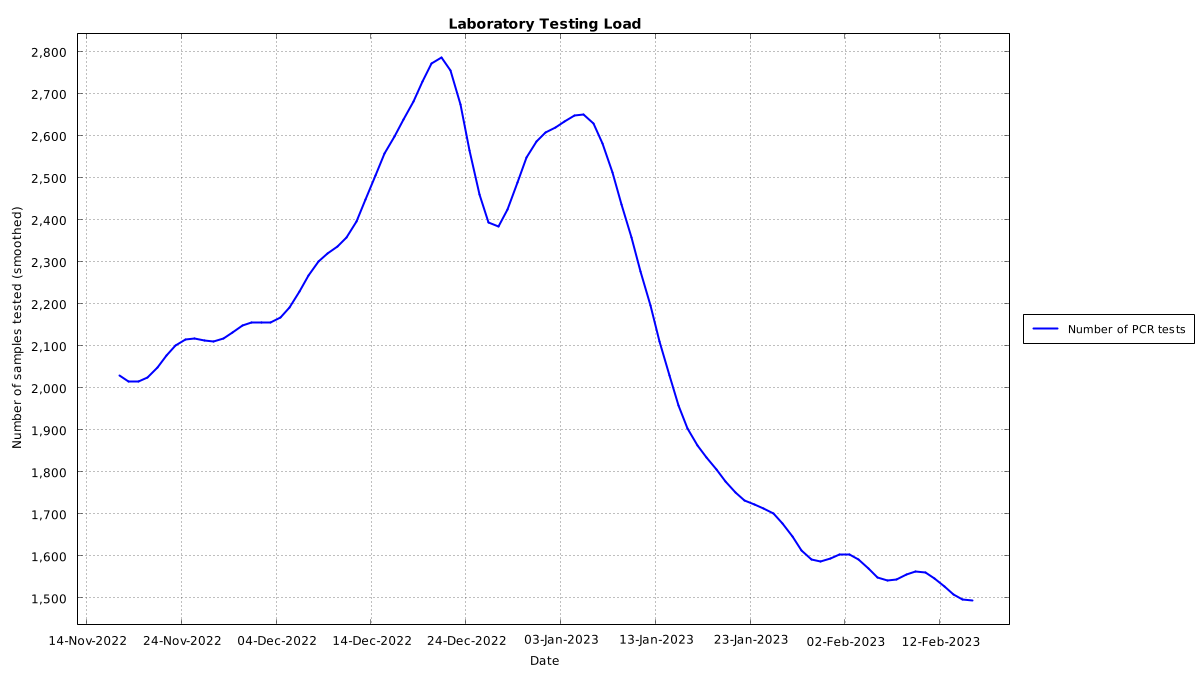 Laboratory Testing Load
2,800
2,700
2,600
2,500
2,400
2,300
2,200
2,100
2,000
1,900
1,800
1,700
1,600
1,500
Number of samples tested (smoothed)
14-Nov-2022 24-Nov-2022 04-Dec-2022 14-Dec-2022 24-Dec-2022 03-Jan-2023 13-Jan-2023 23-Jan-2023 02-Feb-2023 12-Feb-2023
Date
Number of PCR tests